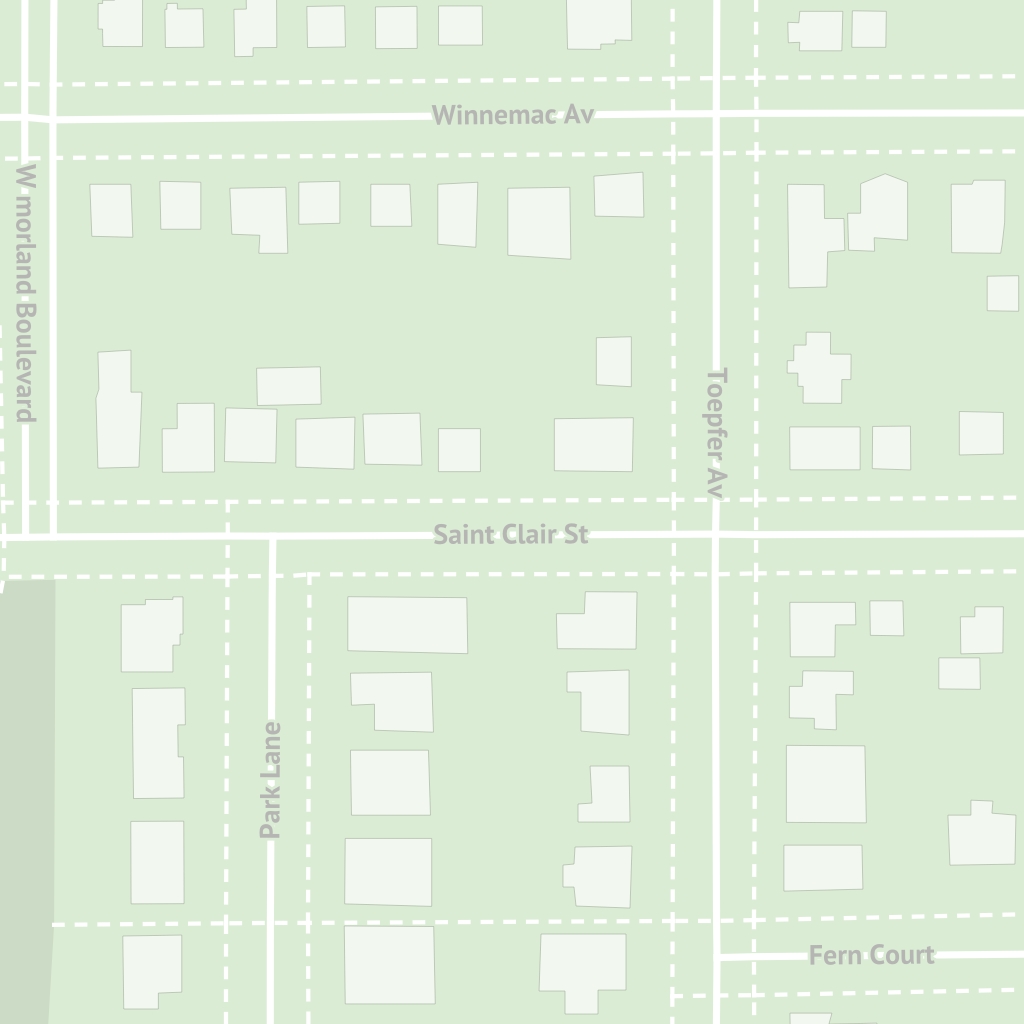 Winnemac Av
W morland Boulevard
Toepfer Av
Saint Clair St
Park Lane
Fern Court